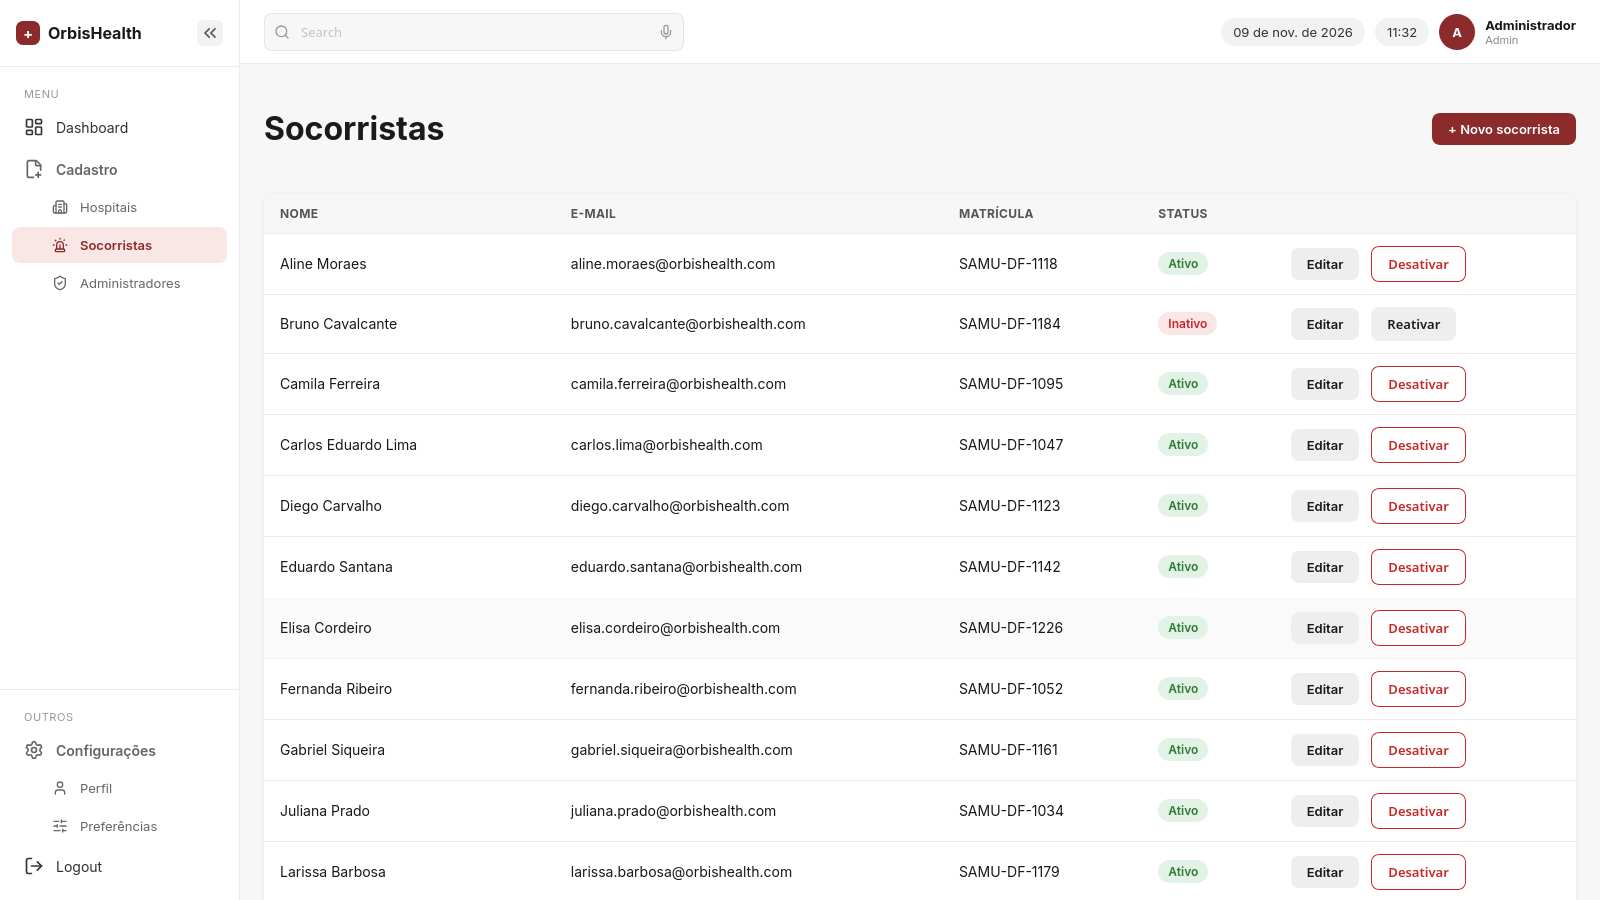 + OrbisHealth
Search
09 de nov. de 2026
11:32
A
Administrador
Admin
MENU
Dashboard
Cadastro
Hospitais
Socorristas
Administradores
OUTROS
Configurações
Perfil
Preferências
Logout
Socorristas
+ Novo socorrista
NOME E-MAIL MATRÍCULA STATUS
Aline Moraes aline.moraes@orbishealth.com SAMU-DF-1118 Ativo Editar Desativar
Bruno Cavalcante bruno.cavalcante@orbishealth.com SAMU-DF-1184 Inativo Editar Reativar
Camila Ferreira camila.ferreira@orbishealth.com SAMU-DF-1095 Ativo Editar Desativar
Carlos Eduardo Lima carlos.lima@orbishealth.com SAMU-DF-1047 Ativo Editar Desativar
Diego Carvalho diego.carvalho@orbishealth.com SAMU-DF-1123 Ativo Editar Desativar
Eduardo Santana eduardo.santana@orbishealth.com SAMU-DF-1142 Ativo Editar Desativar
Elisa Cordeiro elisa.cordeiro@orbishealth.com SAMU-DF-1226 Ativo Editar Desativar
Fernanda Ribeiro fernanda.ribeiro@orbishealth.com SAMU-DF-1052 Ativo Editar Desativar
Gabriel Siqueira gabriel.siqueira@orbishealth.com SAMU-DF-1161 Ativo Editar Desativar
Juliana Prado juliana.prado@orbishealth.com SAMU-DF-1034 Ativo Editar Desativar
Larissa Barbosa larissa.barbosa@orbishealth.com SAMU-DF-1179 Ativo Editar Desativar